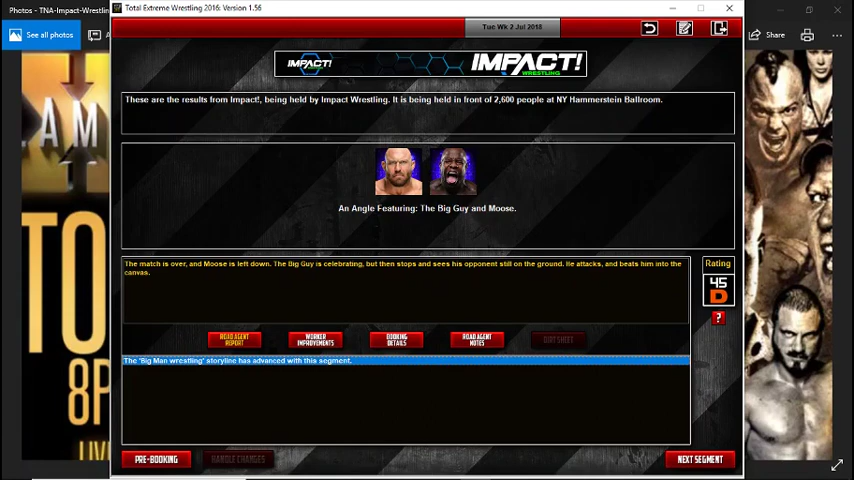 Photos - TNA-Impact-Wrestling
Total Extreme Wrestling 2016: Version 1.56
See all photos
Share
Tue Wk 2 Jul 2018
IMPACT!
IMPACT!
WRESTLING
These are the results from Impact!, being held by Impact Wrestling. It is being held in front of 2,600 people at NY Hammerstein Ballroom.
An Angle Featuring: The Big Guy and Moose.
The match is over, and Moose is left down. The Big Guy is celebrating, but then stops and sees his opponent still on the ground. He attacks, and beats him into the
canvas.
Rating
45
D
?
ROAD AGENT
REPORT
WORKER
IMPROVEMENTS
BOOKING
DETAILS
ROAD AGENT
NOTES
DIRT SHEET
The 'Big Man wrestling' storyline has advanced with this segment.
PRE-BOOKING
HANDLE CHANGES
NEXT SEGMENT
AM
TO
8P
LIV